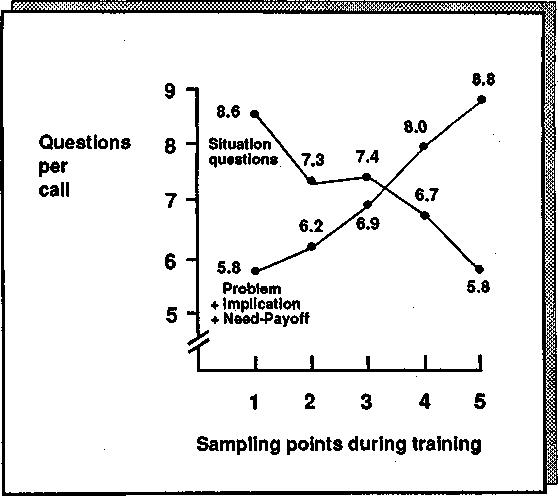 8.8
9
8.6
Situation
questions
8.0
Questions
per
call
8
7.3
7.4
7
6.7
6.2
6.9
6
5.8
5.8
Problem
+ Implication
+ Need-Payoff
5
1 2 3 4 5
Sampling points during training